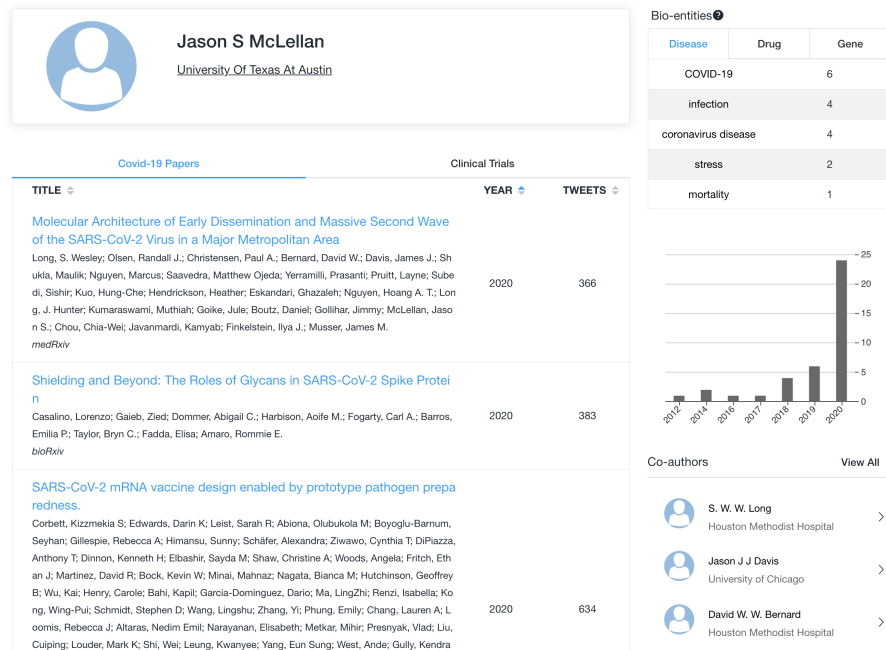 Jason S McLellan
University Of Texas At Austin
Covid-19 Papers
Clinical Trials
TITLE
YEAR
TWEETS
Molecular Architecture of Early Dissemination and Massive Second Wave
of the SARS-CoV-2 Virus in a Major Metropolitan Area
Long, S. Wesley; Olsen, Randall J.; Christensen, Paul A.; Bernard, David W.; Davis, James J.; Sh
ukla, Maulik; Nguyen, Marcus; Saavedra, Matthew Ojeda; Yerramilli, Prasanti; Pruitt, Layne; Sube
di, Sishir; Kuo, Hung-Che; Hendrickson, Heather; Eskandari, Ghazaleh; Nguyen, Hoang A. T.; Lon
g, J. Hunter; Kumaraswami, Muthiah; Goike, Jule; Boutz, Daniel; Gollihar, Jimmy; McLellan, Jaso
n S.; Chou, Chia-Wei; Javanmardi, Kamyab; Finkelstein, Ilya J.; Musser, James M.
medRxiv
2020
366
Shielding and Beyond: The Roles of Glycans in SARS-CoV-2 Spike Protei
n
Casalino, Lorenzo; Gaieb, Zied; Dommer, Abigail C.; Harbison, Aoife M.; Fogarty, Carl A.; Barros,
Emilia P.; Taylor, Bryn C.; Fadda, Elisa; Amaro, Rommie E.
bioRxiv
2020
383
SARS-CoV-2 mRNA vaccine design enabled by prototype pathogen prepa
redness.
Corbett, Kizzmekia S; Edwards, Darin K; Leist, Sarah R; Abiona, Olubukola M; Boyoglu-Barnum,
Seyhan; Gillespie, Rebecca A; Himansu, Sunny; Schäfer, Alexandra; Ziwawo, Cynthia T; DiPiazza,
Anthony T; Dinnon, Kenneth H; Elbashir, Sayda M; Shaw, Christine A; Woods, Angela; Fritch, Eth
an J; Martinez, David R; Bock, Kevin W; Minai, Mahnaz; Nagata, Bianca M; Hutchinson, Geoffrey
B; Wu, Kai; Henry, Carole; Bahi, Kapil; Garcia-Dominguez, Dario; Ma, LingZhi; Renzi, Isabella; Ko
ng, Wing-Pui; Schmidt, Stephen D; Wang, Lingshu; Zhang, Yi; Phung, Emily; Chang, Lauren A; L
oomis, Rebecca J; Altaras, Nedim Emil; Narayanan, Elisabeth; Metkar, Mihir; Presnyak, Vlad; Liu,
Cuiping; Louder, Mark K; Shi, Wei; Leung, Kwanyee; Yang, Eun Sung; West, Ande; Gully, Kendra
2020
634
Bio-entities
Disease
Drug
Gene
COVID-19 6
infection 4
coronavirus disease 4
stress 2
mortality 1
25
20
15
10
5
0
2012
2014
2016
2017
2018
2019
2020
Co-authors
View All
S. W. W. Long
Houston Methodist Hospital
Jason J J Davis
University of Chicago
David W. W. Bernard
Houston Methodist Hospital